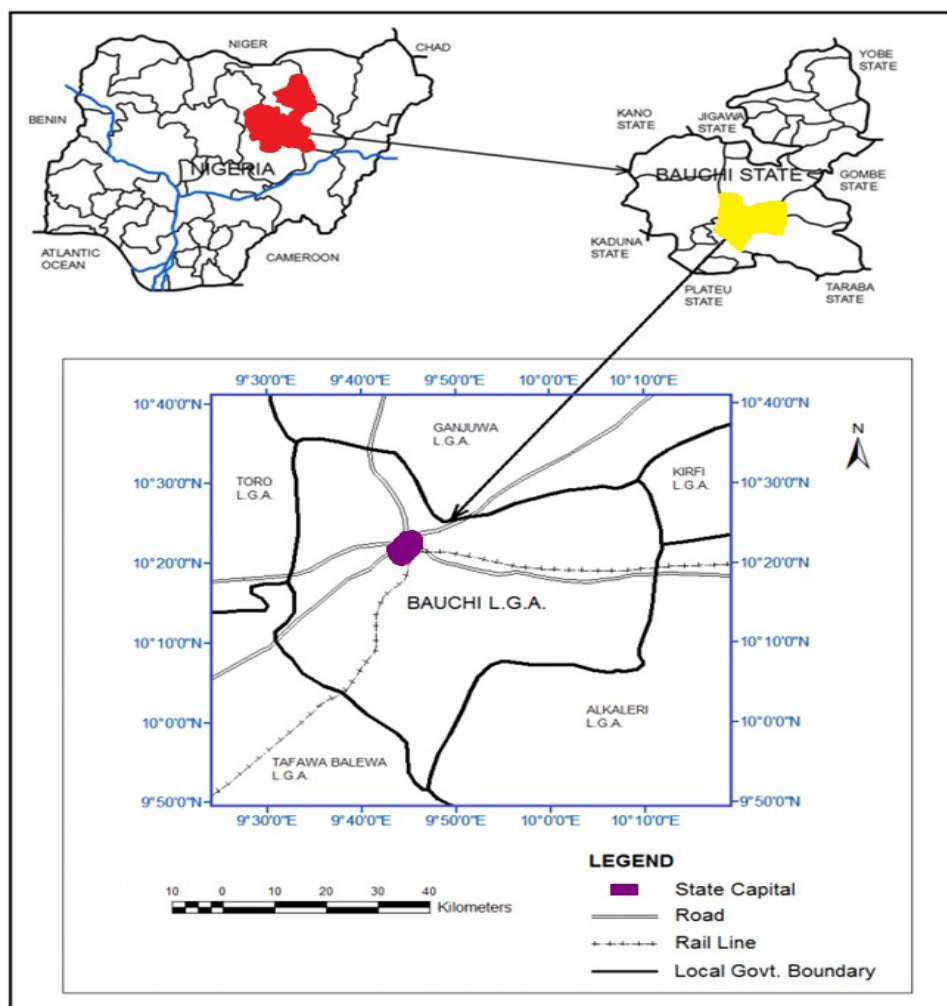 NIGER
CHAD
BENIN
NIGERIA
ATLANTIC
OCEAN
CAMEROON
YOBE
STATE
KANO
STATE
JIGAWA
STATE
BAUCHI STATE
GOMBE
STATE
KADUNA
STATE
PLATEU
STATE
TARABA
STATE
9°30'0"E 9°40'0"E 9°50'0"E 10°0'0"E 10°10'0"E
10°40'0"N 10°40'0"N
GANJUWA
L.G.A.
N
TORO
L.G.A.
KIRFI
L.G.A.
10°30'0"N 10°30'0"N
10°20'0"N 10°20'0"N
BAUCHI L.G.A.
10°10'0"N 10°10'0"N
ALKALERI
L.G.A.
10°0'0"N 10°0'0"N
TAFAWA BALEWA
L.G.A.
9°50'0"N 9°50'0"N
9°30'0"E 9°40'0"E 9°50'0"E 10°0'0"E 10°10'0"E
LEGEND
State Capital
Road
Rail Line
Local Govt. Boundary
10 0 10 20 30 40
Kilometers